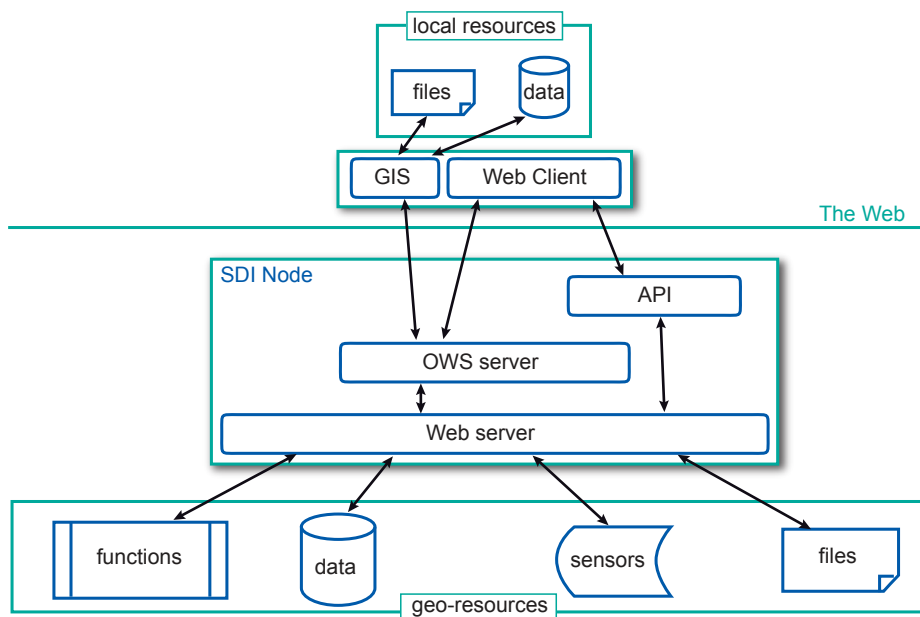 local resources
files
data
GIS
Web Client
The Web
SDI Node
API
OWS server
Web server
functions
data
sensors
files
geo-resources